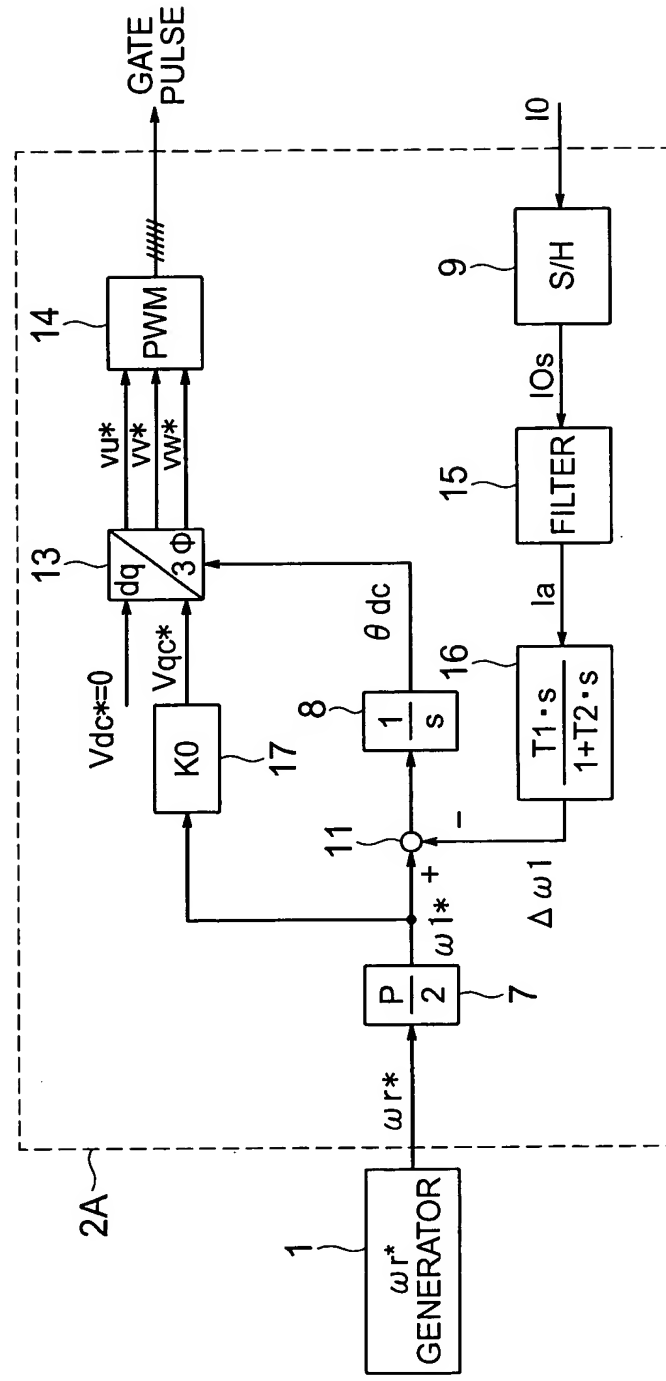 1
ωr*
GENERATOR
2A
ωr*
P
2
7
ω1*
+
−
11
Δω1
K0
17
Vdc*=0
Vqc*
1
s
8
θdc
dq
3Φ
13
vu*
vv*
vw*
PWM
14
GATE
PULSE
I0
S/H
9
I0s
FILTER
15
Ia
T1・s
1+T2・s
16